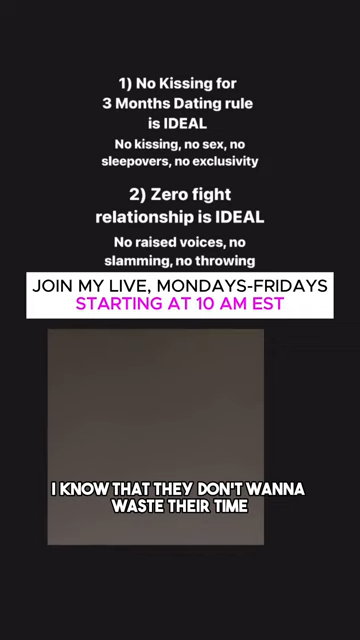 1) No Kissing for
3 Months Dating rule
is IDEAL
No kissing, no sex, no
sleepovers, no exclusivity
2) Zero fight
relationship is IDEAL
No raised voices, no
slamming, no throwing
JOIN MY LIVE, MONDAYS-FRIDAYS
STARTING AT 10 AM EST
I KNOW THAT THEY DON'T WANNA
WASTE THEIR TIME